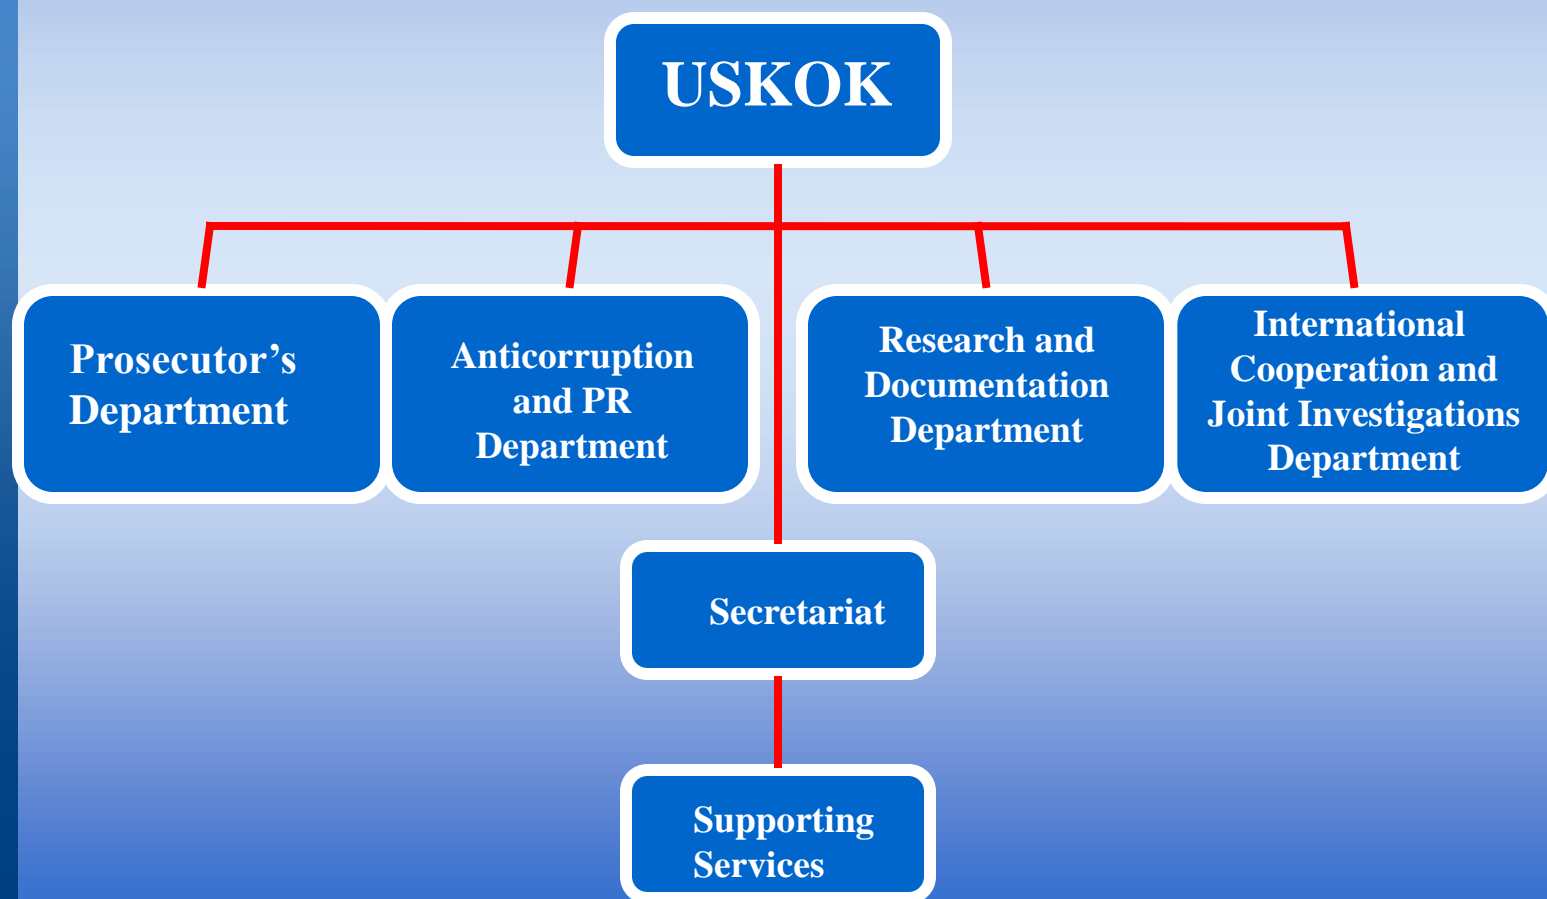 USKOK
Prosecutor’s
Department
Anticorruption
and PR
Department
Research and
Documentation
Department
International
Cooperation and
Joint Investigations
Department
Secretariat
Supporting
Services